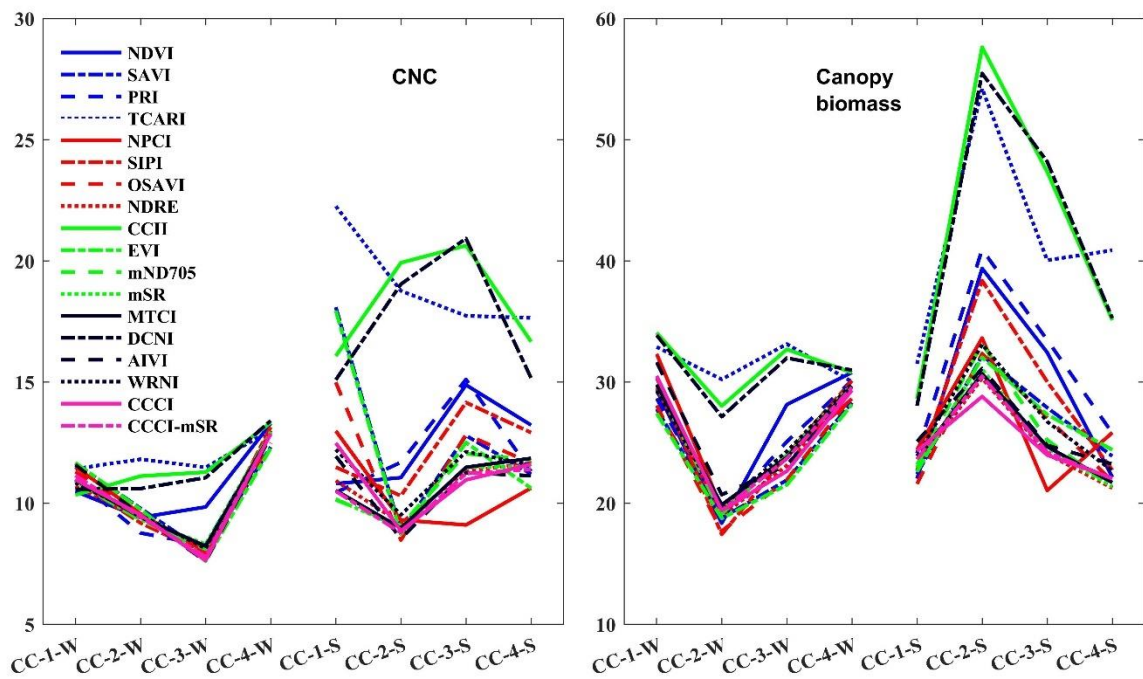 30
25
20
15
10
5
NDVI
SAVI
PRI
TCARI
NPCI
SIPI
OSAVI
NDRE
CCII
EVI
mND705
mSR
MTCI
DCNI
AIVI
WRNI
CCCI
CCCI-mSR
CNC
CC-1-W
CC-2-W
CC-3-W
CC-4-W
CC-1-S
CC-2-S
CC-3-S
CC-4-S
60
50
40
30
20
10
Canopy
biomass
CC-1-W
CC-2-W
CC-3-W
CC-4-W
CC-1-S
CC-2-S
CC-3-S
CC-4-S